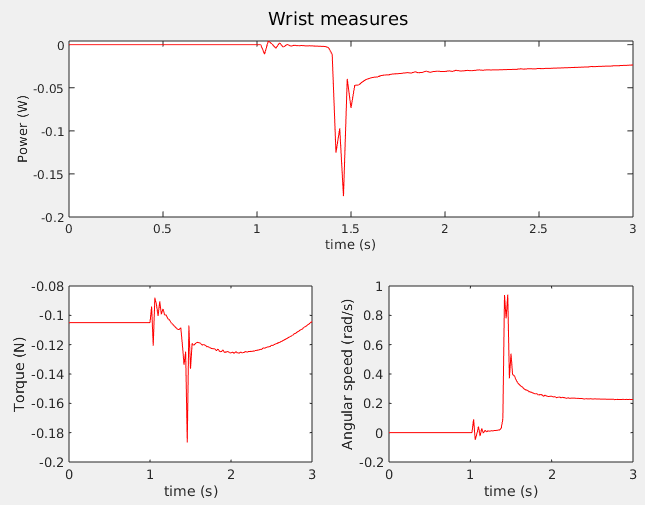 Wrist measures
Power (W)
0
-0.05
-0.1
-0.15
-0.2
0 0.5 1 1.5 2 2.5 3
time (s)
Torque (N)
-0.08
-0.1
-0.12
-0.14
-0.16
-0.18
-0.2
0 1 2 3
time (s)
Angular speed (rad/s)
1
0.8
0.6
0.4
0.2
0
-0.2
0 1 2 3
time (s)